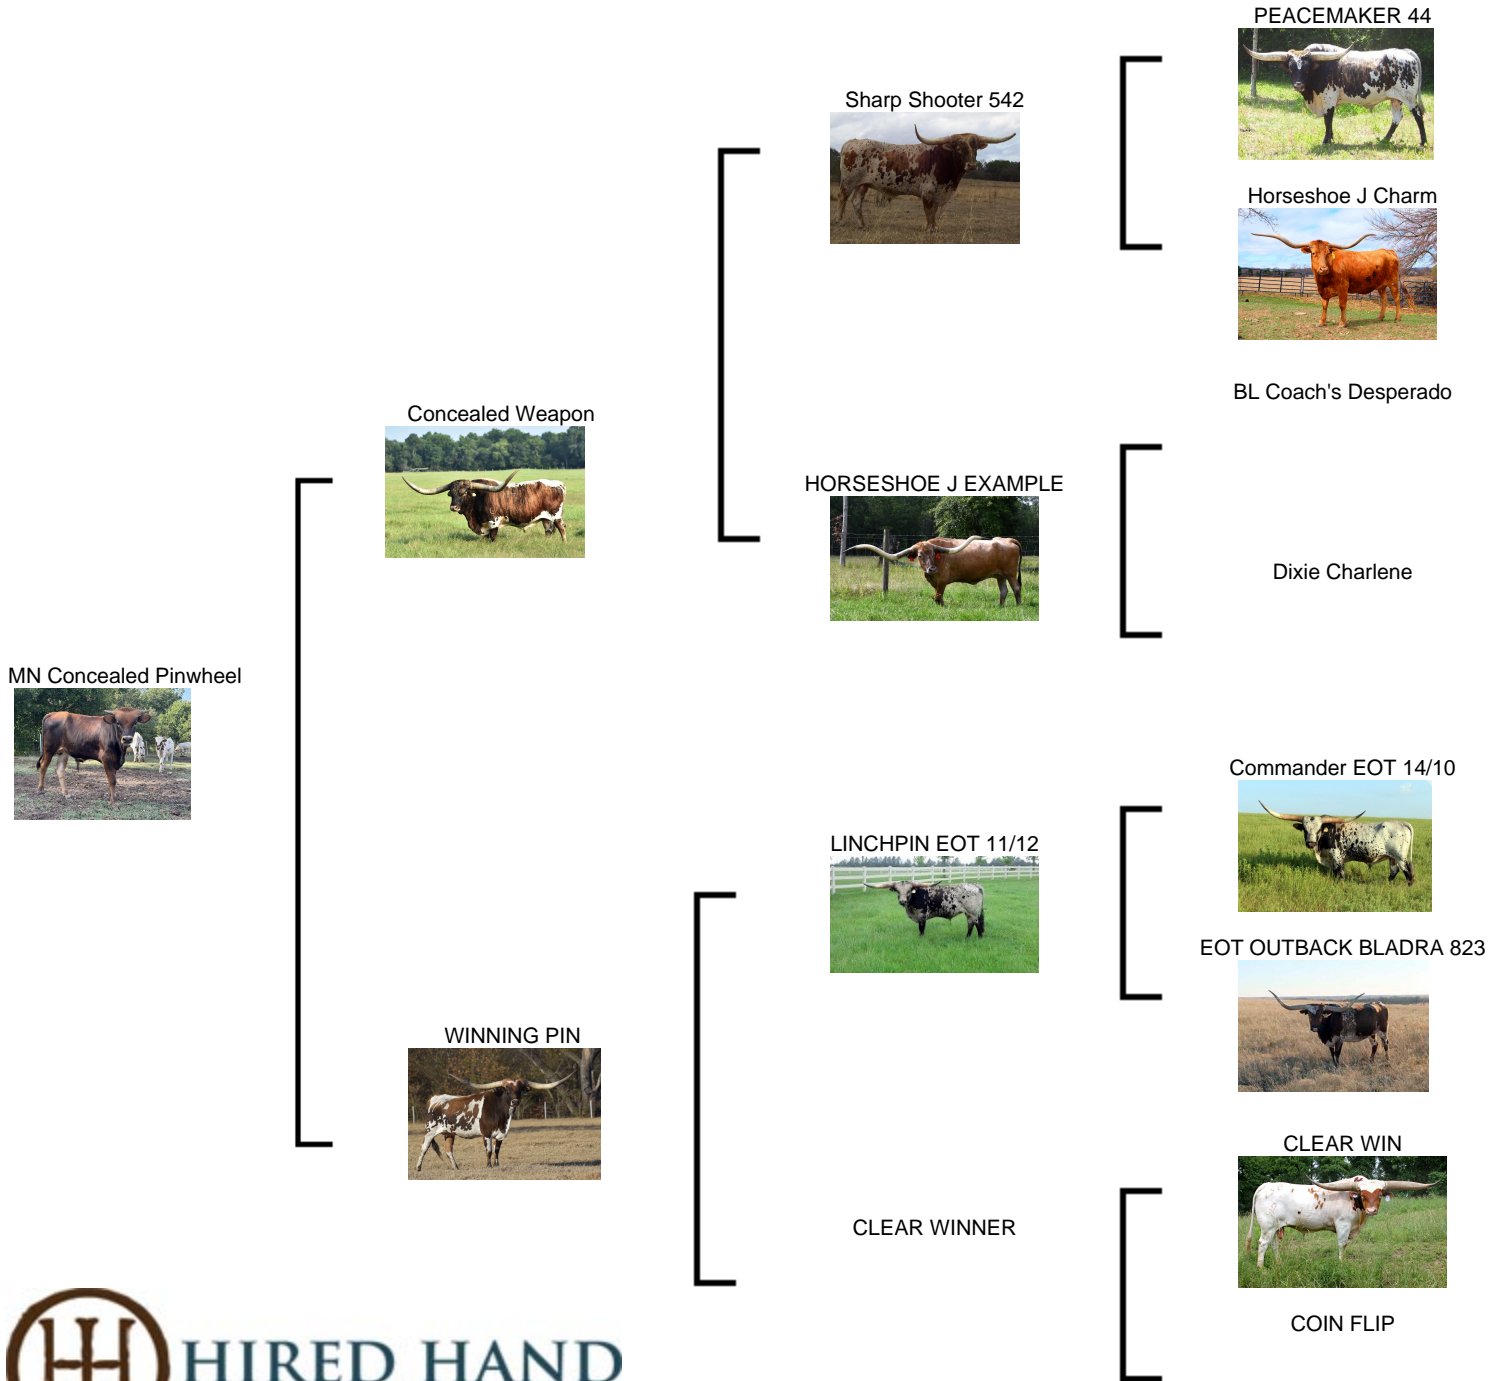 PEACEMAKER 44
Sharp Shooter 542
Horseshoe J Charm
BL Coach's Desperado
Concealed Weapon
HORSESHOE J EXAMPLE
Dixie Charlene
MN Concealed Pinwheel
Commander EOT 14/10
LINCHPIN EOT 11/12
EOT OUTBACK BLADRA 823
WINNING PIN
CLEAR WIN
CLEAR WINNER
COIN FLIP
HIRED HAND